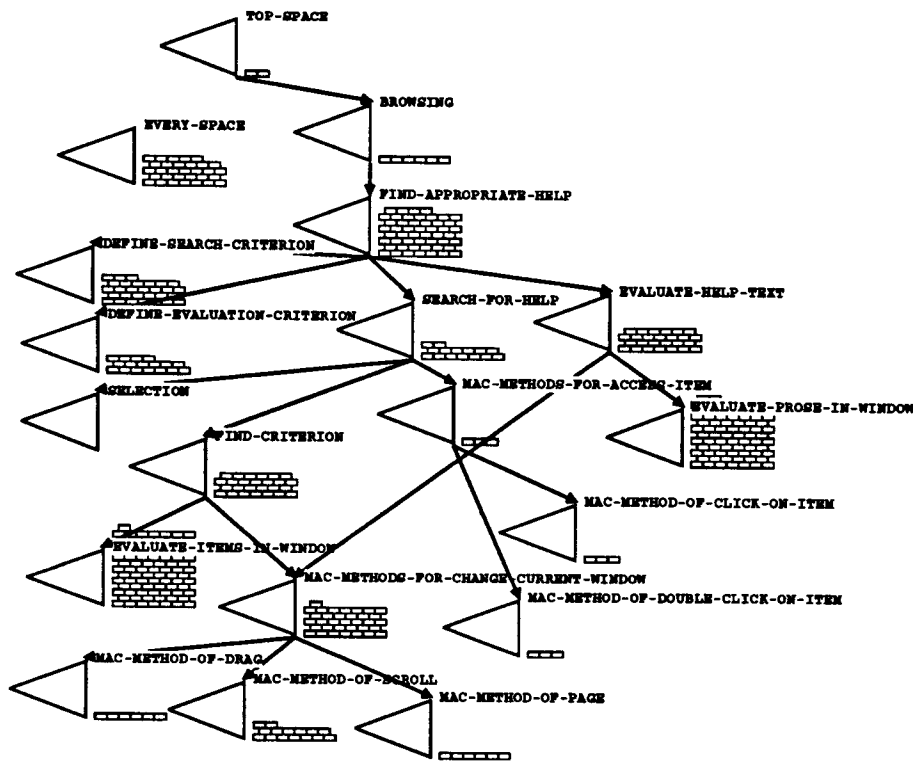 TOP-SPACE
BROWSING
EVERY-SPACE
FIND-APPROPRIATE-HELP
DEFINE-SEARCH-CRITERION
EVALUATE-HELP-TEXT
SEARCH-FOR-HELP
DEFINE-EVALUATION-CRITERION
MAC-METHODS-FOR-ACCESS-ITEM
SELECTION
EVALUATE-PROSE-IN-WINDOW
FIND-CRITERION
MAC-METHOD-OF-CLICK-ON-ITEM
EVALUATE-ITEMS-IN-WINDOW
MAC-METHODS-FOR-CHANGE-CURRENT-WINDOW
MAC-METHOD-OF-DOUBLE-CLICK-ON-ITEM
MAC-METHOD-OF-DRAG
MAC-METHOD-OF-SCROLL
MAC-METHOD-OF-PAGE